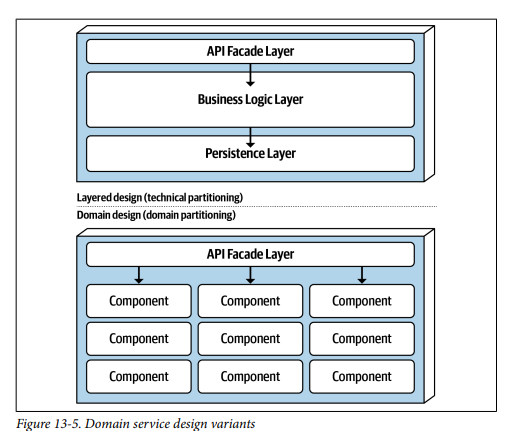 API Facade Layer
Business Logic Layer
Persistence Layer
Layered design (technical partitioning)
Domain design (domain partitioning)
API Facade Layer
Component Component Component
Component Component Component
Component Component Component
Figure 13-5. Domain service design variants